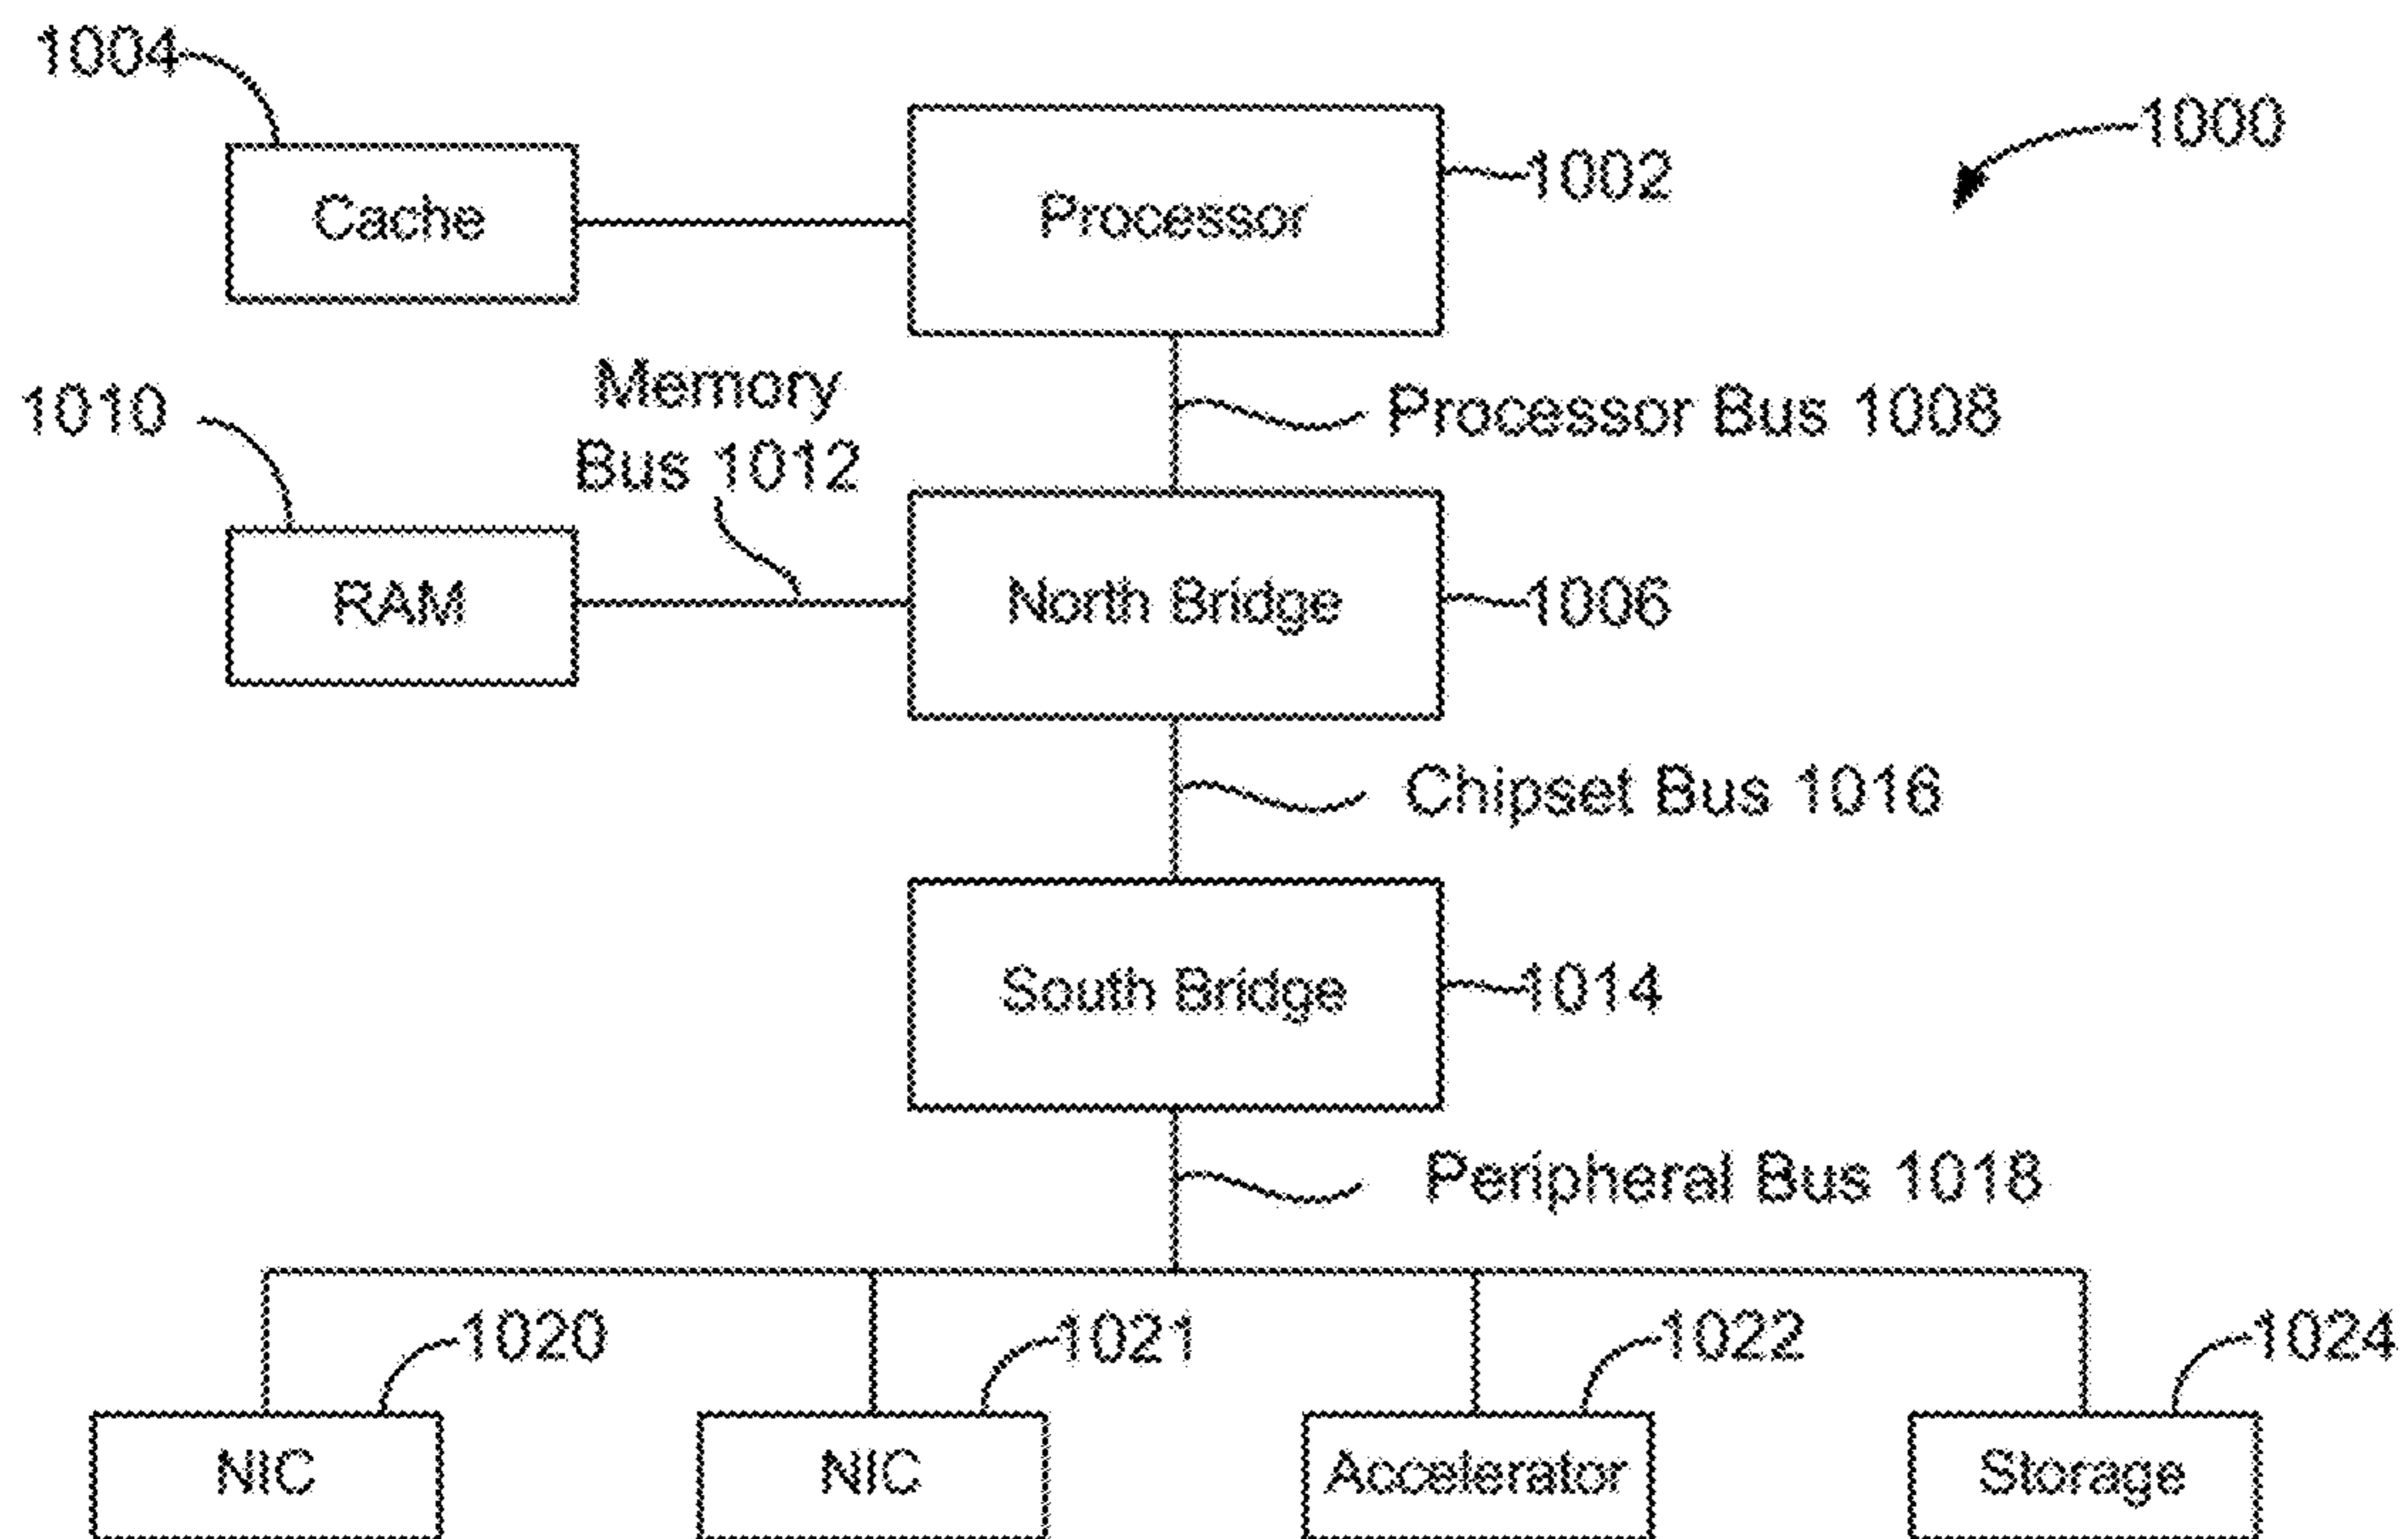 1004
1000
Cache
Processor
1002
1010
Memory
Bus 1012
Processor Bus 1008
RAM
North Bridge
1006
Chipset Bus 1016
South Bridge
1014
Peripheral Bus 1018
1020
1021
1022
1024
NIC
NIC
Accelerator
Storage